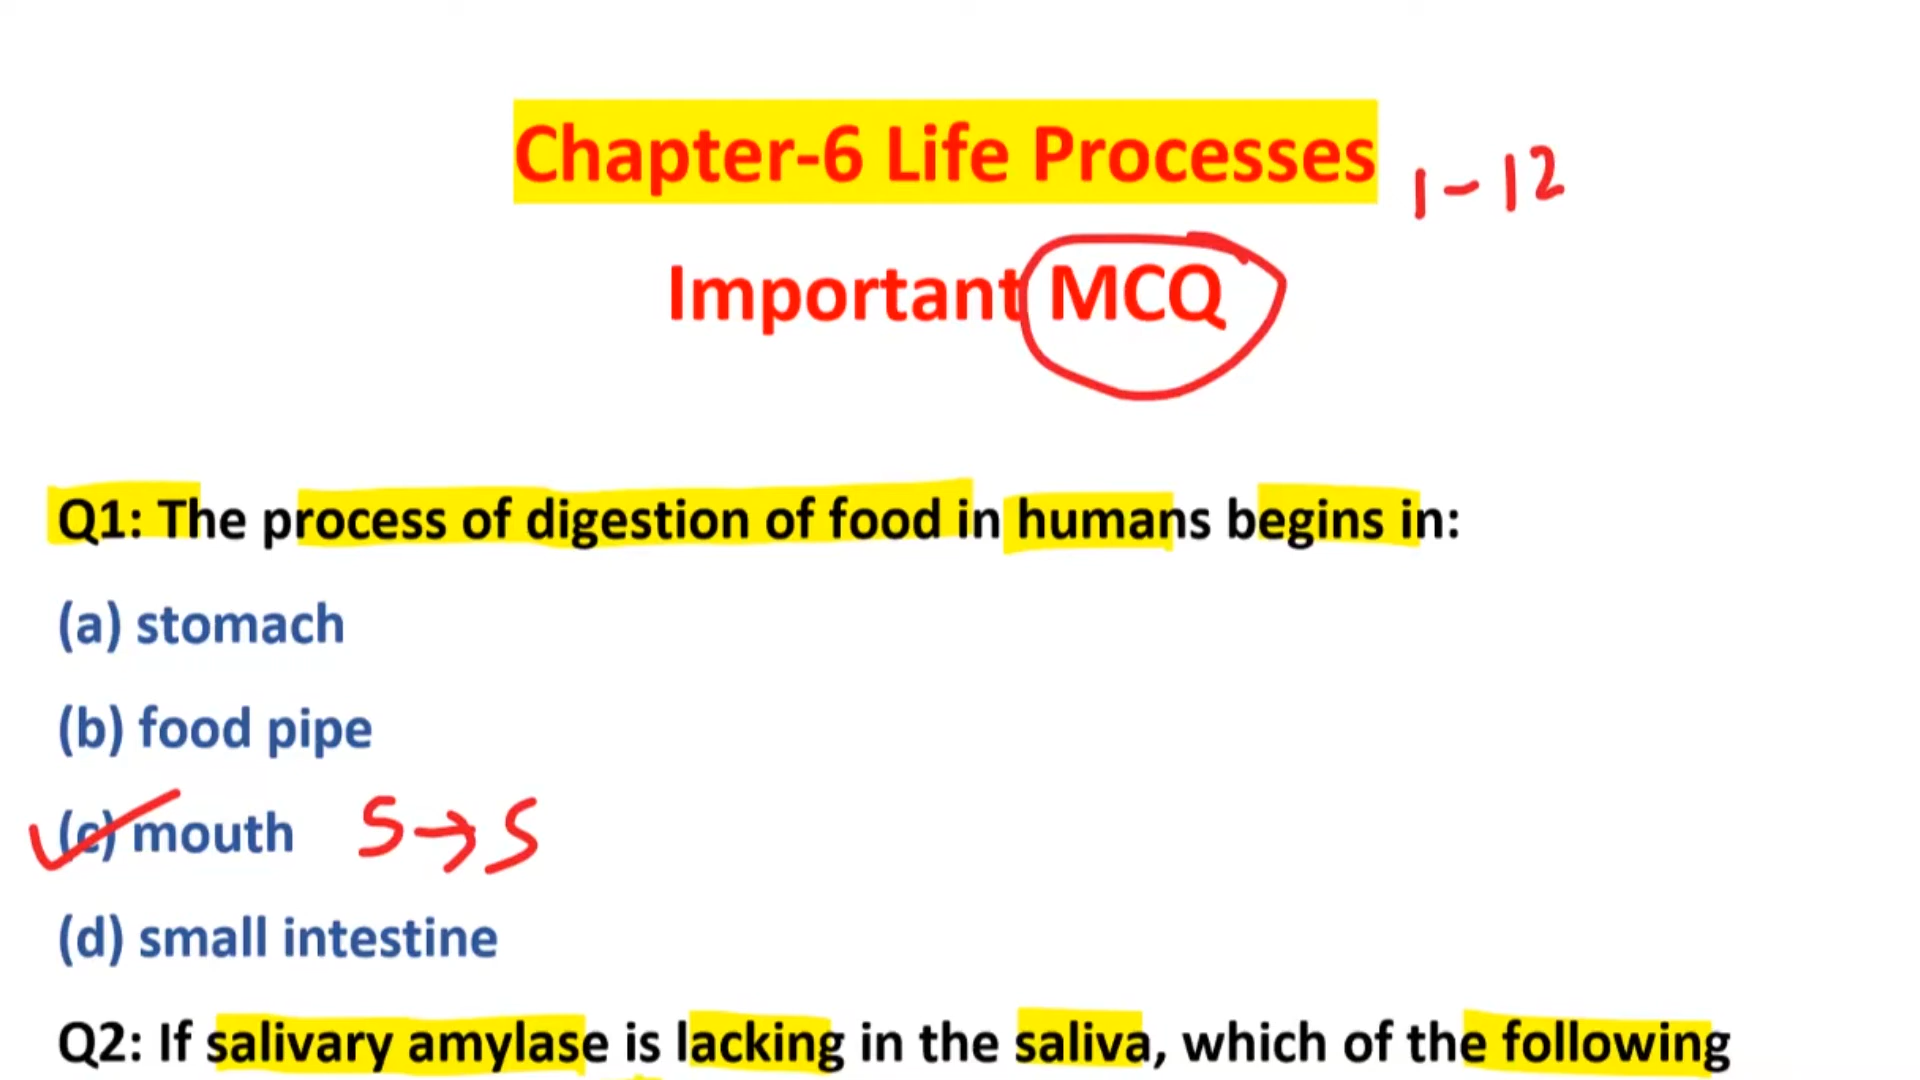 Chapter-6 Life Processes 1-12
Important MCQ
Q1: The process of digestion of food in humans begins in:
(a) stomach
(b) food pipe
(c) mouth S→S
(d) small intestine
Q2: If salivary amylase is lacking in the saliva, which of the following